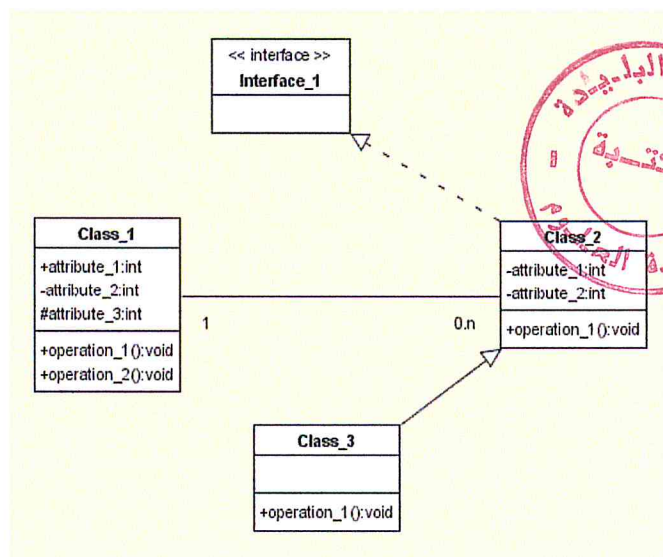 << interface >>
Interface_1
Class_1
+attribute_1:int
-attribute_2:int
#attribute_3:int
+operation_1():void
+operation_2():void
1
0.n
Class_2
-attribute_1:int
-attribute_2:int
+operation_1():void
Class_3
+operation_1():void